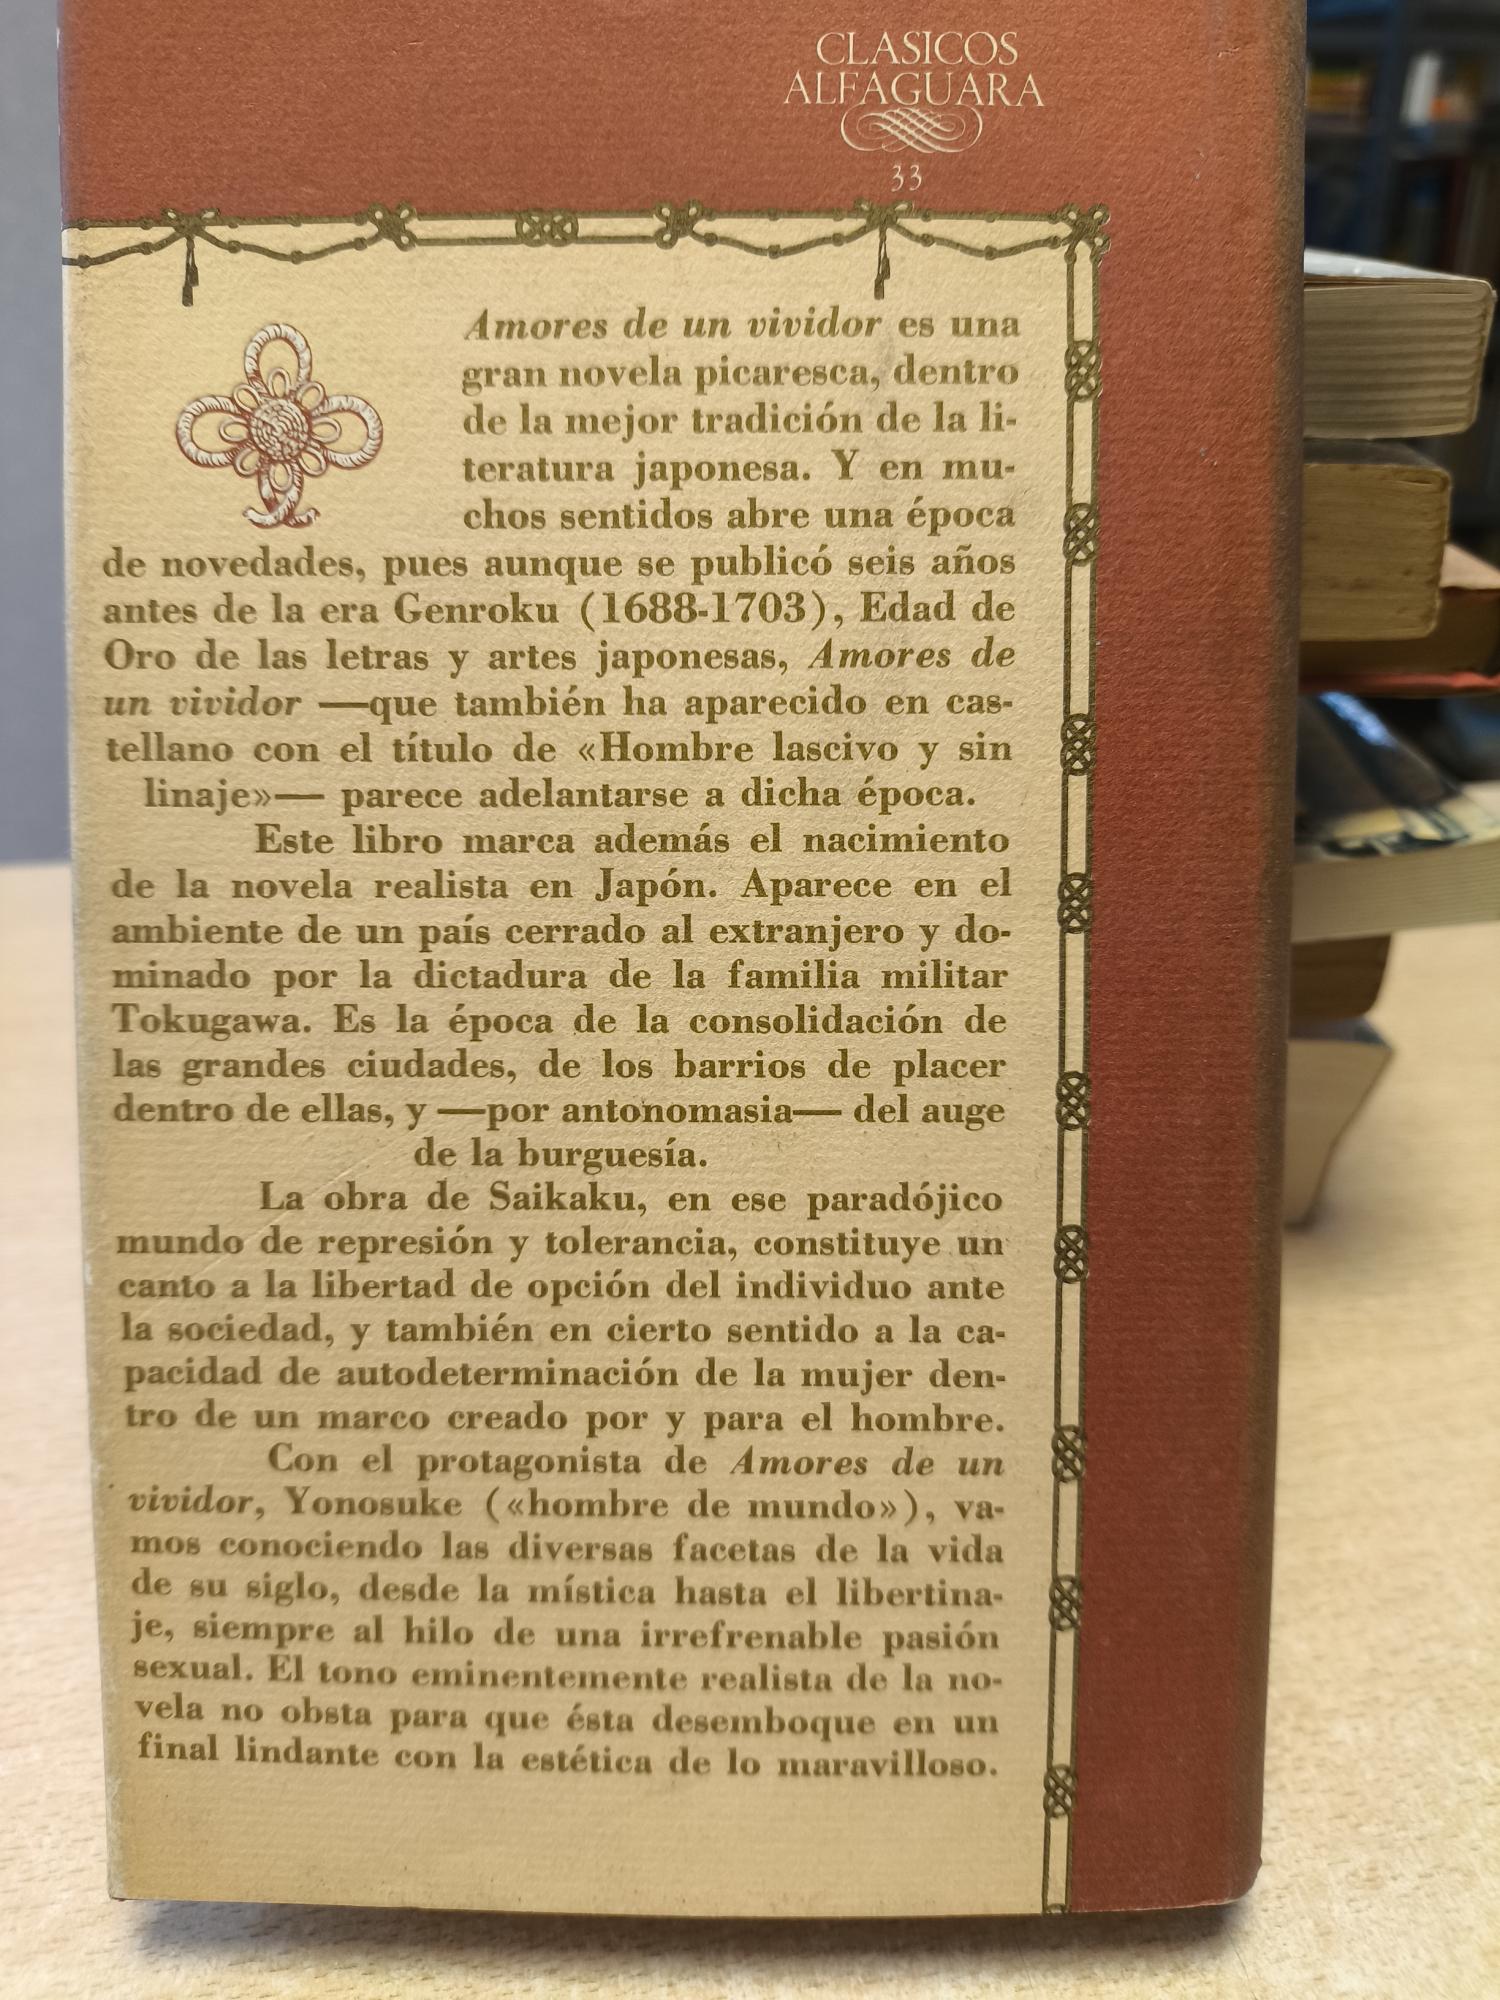 CLASICOS
ALFAGUARA
33
Amores de un vividor es una
gran novela picaresca, dentro
de la mejor tradición de la li-
teratura japonesa. Y en mu-
chos sentidos abre una época
de novedades, pues aunque se publicó seis años
antes de la era Genroku (1688-1703), Edad de
Oro de las letras y artes japonesas, Amores de
un vividor —que también ha aparecido en cas-
tellano con el título de «Hombre lascivo y sin
linaje»— parece adelantarse a dicha época.
Este libro marca además el nacimiento
de la novela realista en Japón. Aparece en el
ambiente de un país cerrado al extranjero y do-
minado por la dictadura de la familia militar
Tokugawa. Es la época de la consolidación de
las grandes ciudades, de los barrios de placer
dentro de ellas, y —por antonomasia— del auge
de la burguesía.
La obra de Saikaku, en ese paradójico
mundo de represión y tolerancia, constituye un
canto a la libertad de opción del individuo ante
la sociedad, y también en cierto sentido a la ca-
pacidad de autodeterminación de la mujer den-
tro de un marco creado por y para el hombre.
Con el protagonista de Amores de un
vividor, Yonosuke («hombre de mundo»), va-
mos conociendo las diversas facetas de la vida
de su siglo, desde la mística hasta el libertina-
je, siempre al hilo de una irrefrenable pasión
sexual. El tono eminentemente realista de la no-
vela no obsta para que ésta desemboque en un
final lindante con la estética de lo maravilloso.